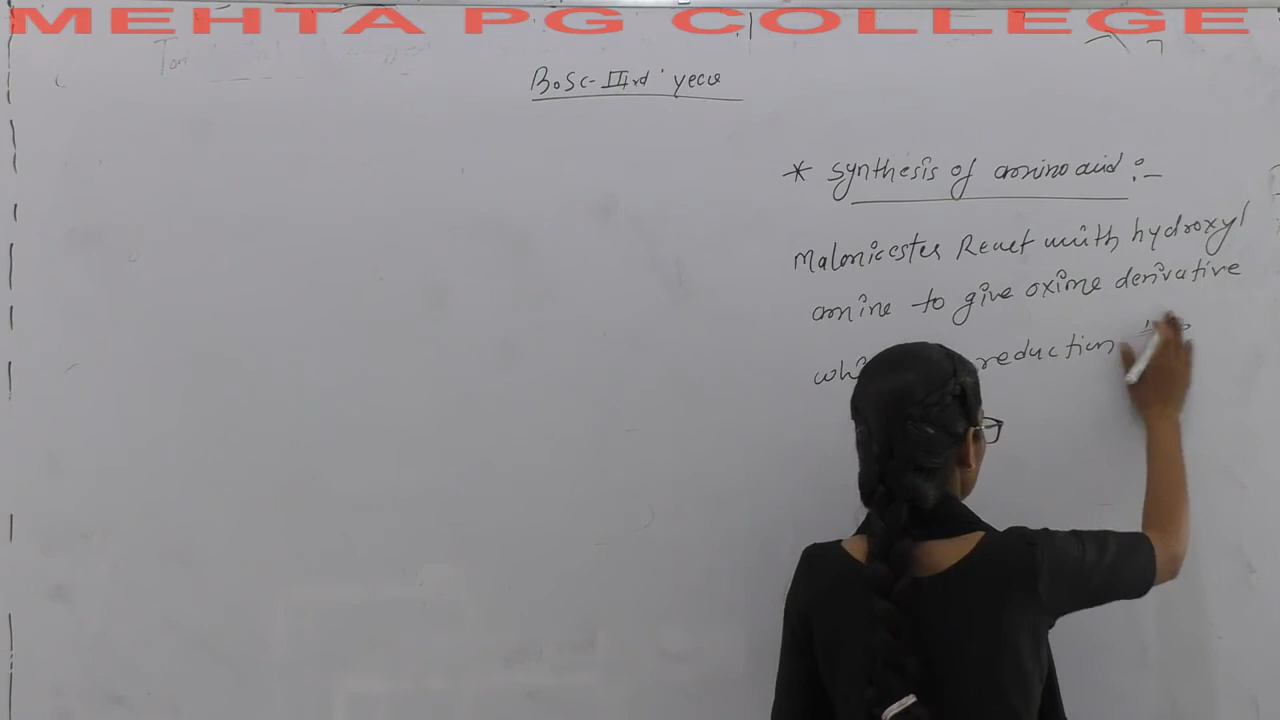 MEHTA PG COLLEGE
B.Sc-IIIrd year
* Synthesis of amino acid :-
Malonicester React with hydroxyl
amine to give oxime derivative
reduction